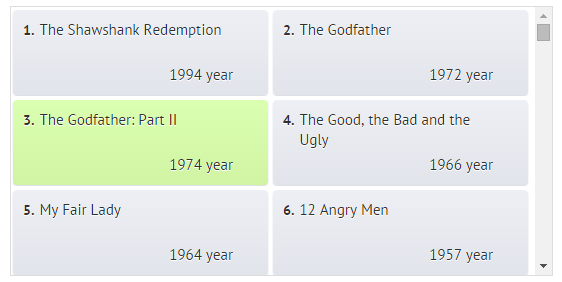 1. The Shawshank Redemption
1994 year
2. The Godfather
1972 year
3. The Godfather: Part II
1974 year
4. The Good, the Bad and the
Ugly
1966 year
5. My Fair Lady
1964 year
6. 12 Angry Men
1957 year